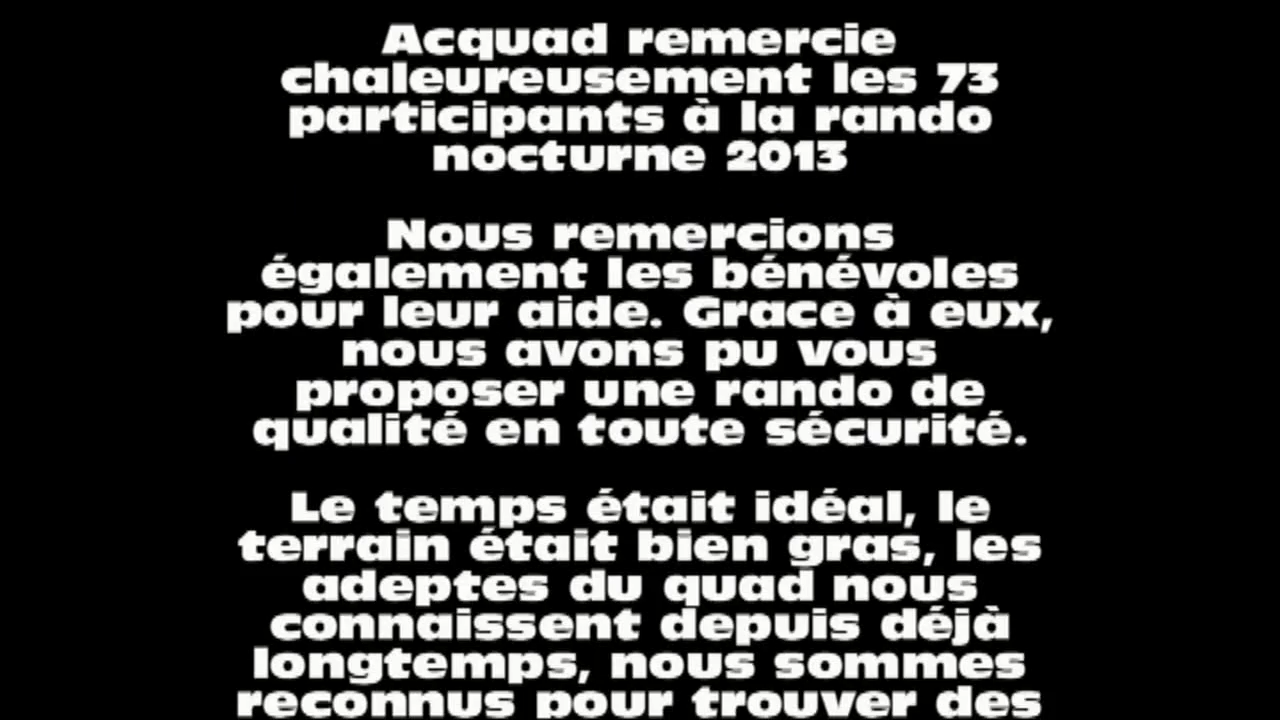 Acquad remercie
chaleureusement les 73
participants à la rando
nocturne 2013
Nous remercions
également les bénévoles
pour leur aide. Grace à eux,
nous avons pu vous
proposer une rando de
qualité en toute sécurité.
Le temps était idéal, le
terrain était bien gras, les
adeptes du quad nous
connaissent depuis déjà
longtemps, nous sommes
reconnus pour trouver des